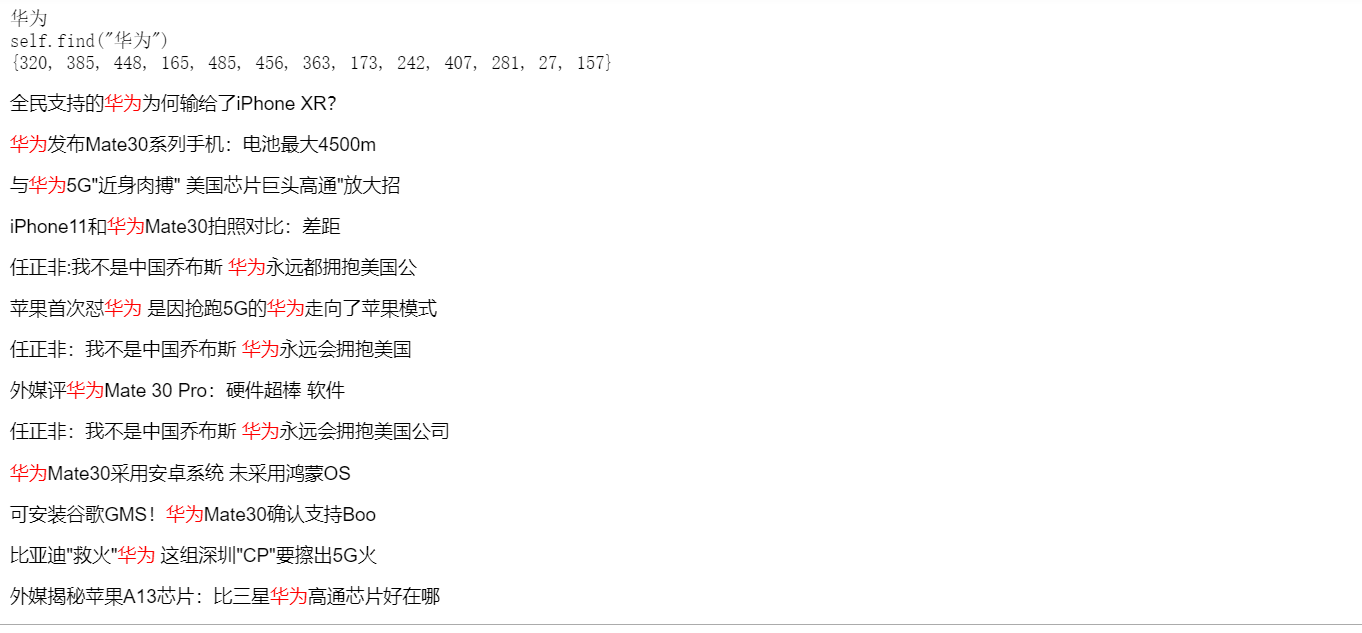 华为
self.find("华为")
{320, 385, 448, 165, 485, 456, 363, 173, 242, 407, 281, 27, 157}
全民支持的华为为何输给了iPhone XR？
华为发布Mate30系列手机：电池最大4500m
与华为5G"近身肉搏" 美国芯片巨头高通"放大招
iPhone11和华为Mate30拍照对比：差距
任正非:我不是中国乔布斯 华为永远都拥抱美国公
苹果首次怼华为 是因抢跑5G的华为走向了苹果模式
任正非：我不是中国乔布斯 华为永远会拥抱美国
外媒评华为Mate 30 Pro：硬件超棒 软件
任正非：我不是中国乔布斯 华为永远会拥抱美国公司
华为Mate30采用安卓系统 未采用鸿蒙OS
可安装谷歌GMS！华为Mate30确认支持Boo
比亚迪"救火"华为 这组深圳"CP"要擦出5G火
外媒揭秘苹果A13芯片：比三星华为高通芯片好在哪